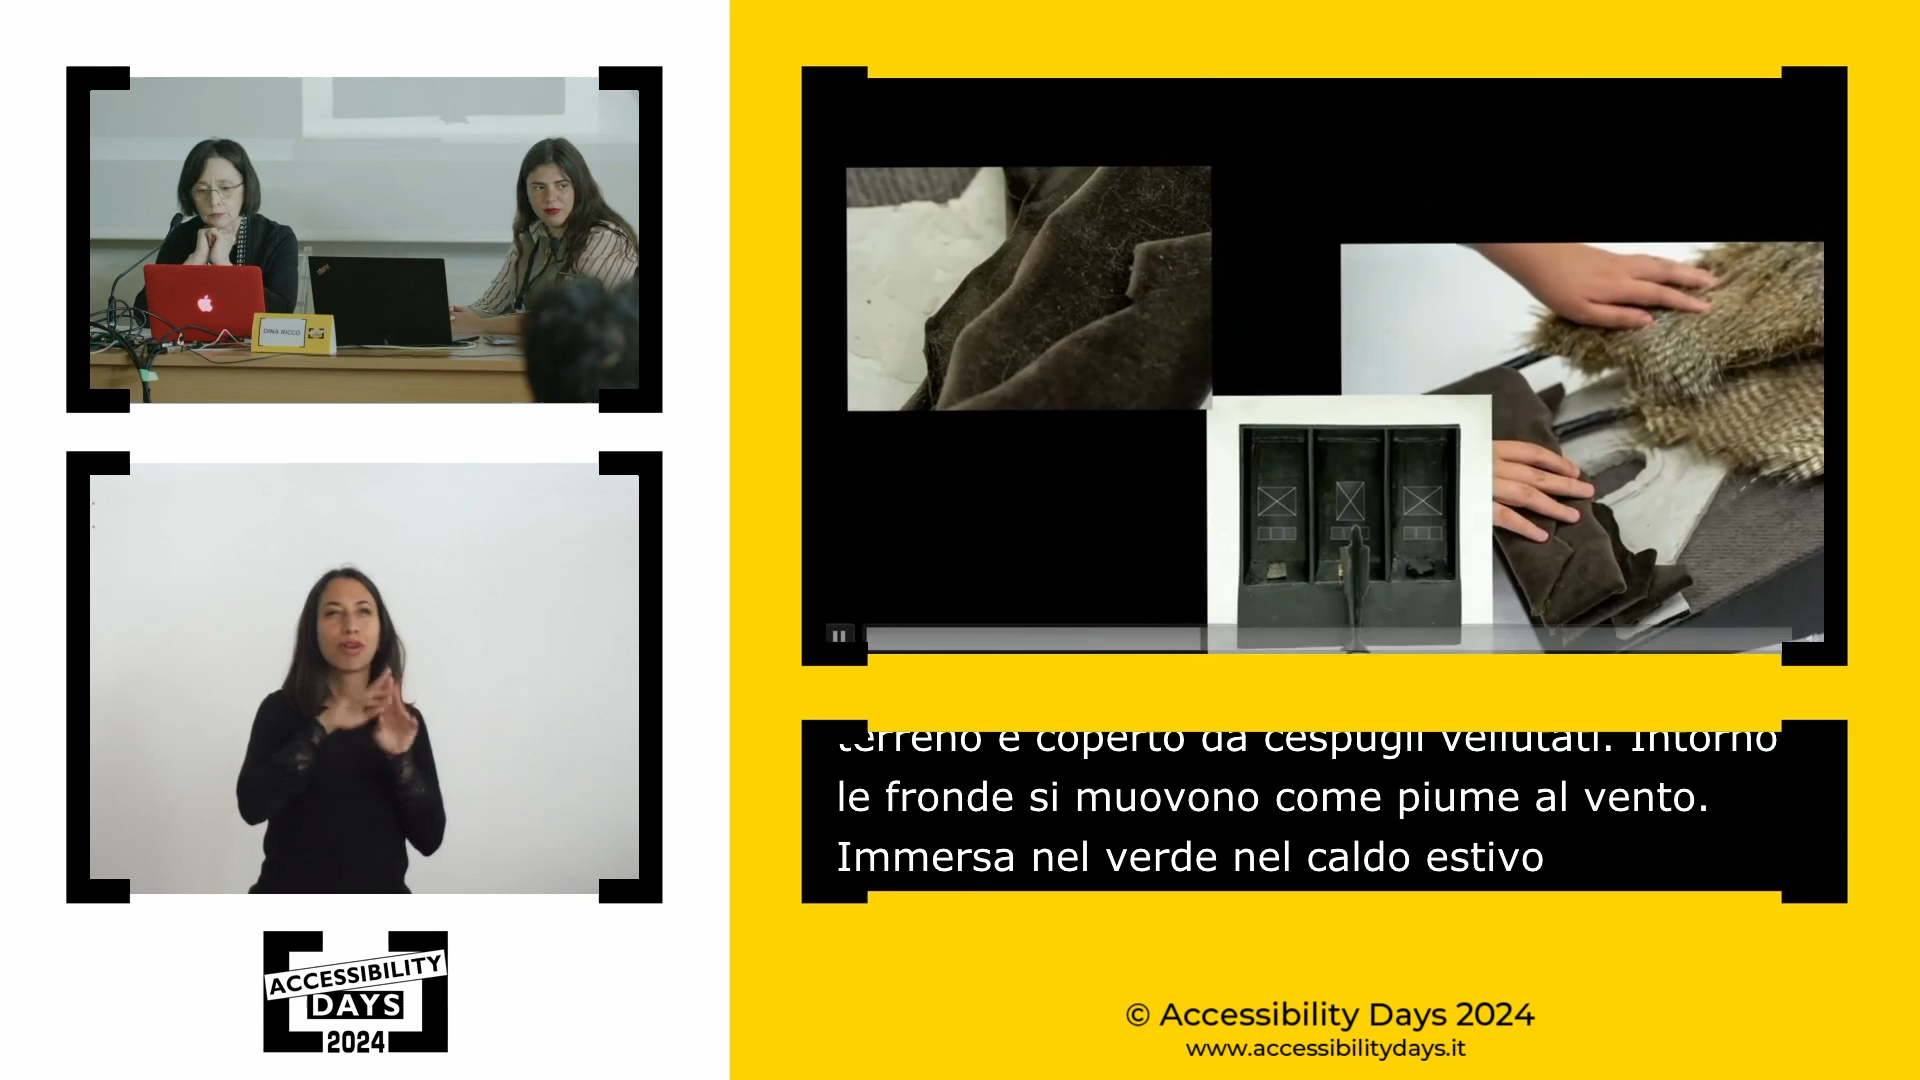 DINA RICCÒ
terreno è coperto da cespugli vellutati. Intorno
le fronde si muovono come piume al vento.
Immersa nel verde nel caldo estivo
ACCESSIBILITY
DAYS
2024
© Accessibility Days 2024
www.accessibilitydays.it